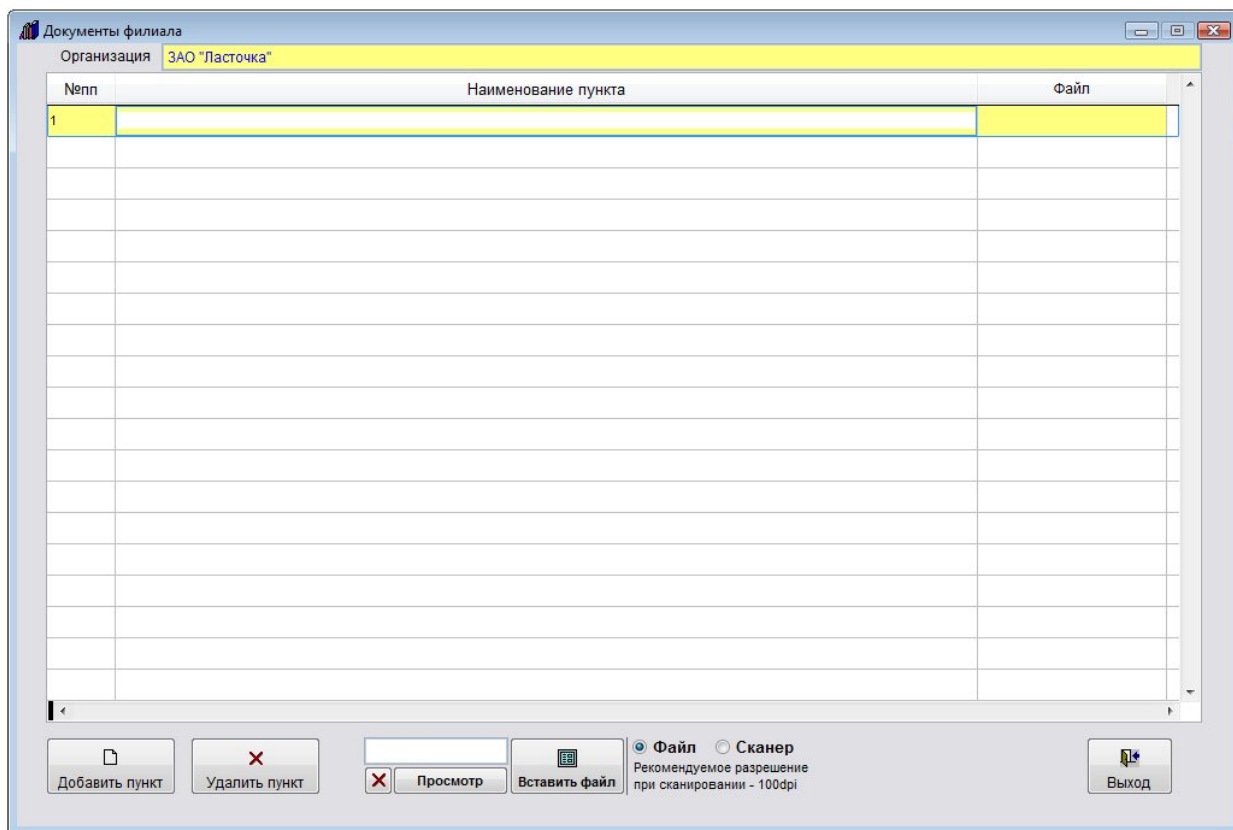 Документы филиала
Организация ЗАО "Ласточка"
№пп Наименование пункта Файл
1
Добавить пункт
Удалить пункт
Просмотр
Вставить файл
Файл Сканер
Рекомендуемое разрешение
при сканировании - 100dpi
Выход